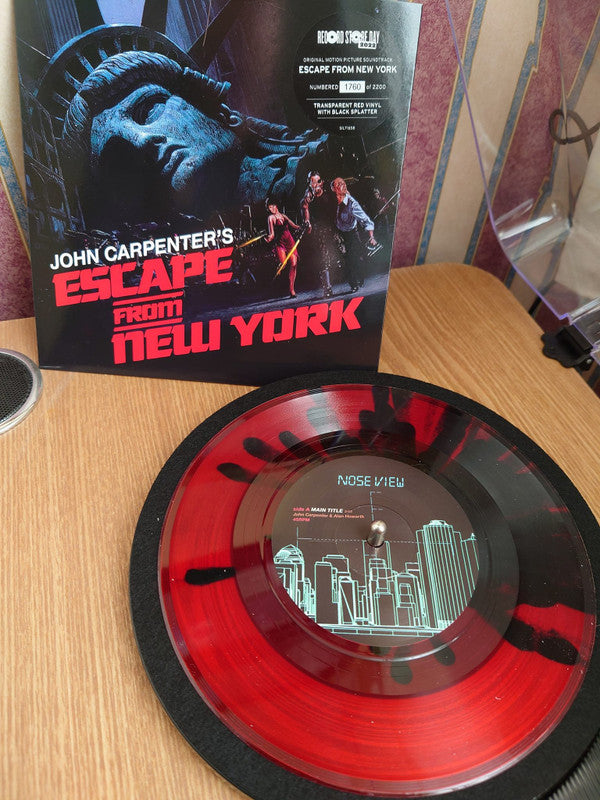 RECORD STORE DAY
2022
ORIGINAL MOTION PICTURE SOUNDTRACK
ESCAPE FROM NEW YORK
NUMBERED 1760 of 2200
TRANSPARENT RED VINYL
WITH BLACK SPLATTER
JOHN CARPENTER'S
ESCAPE
FROM
NEW YORK
NOSE VIEW
side A MAIN TITLE
John Carpenter & Alan Howarth
45RPM